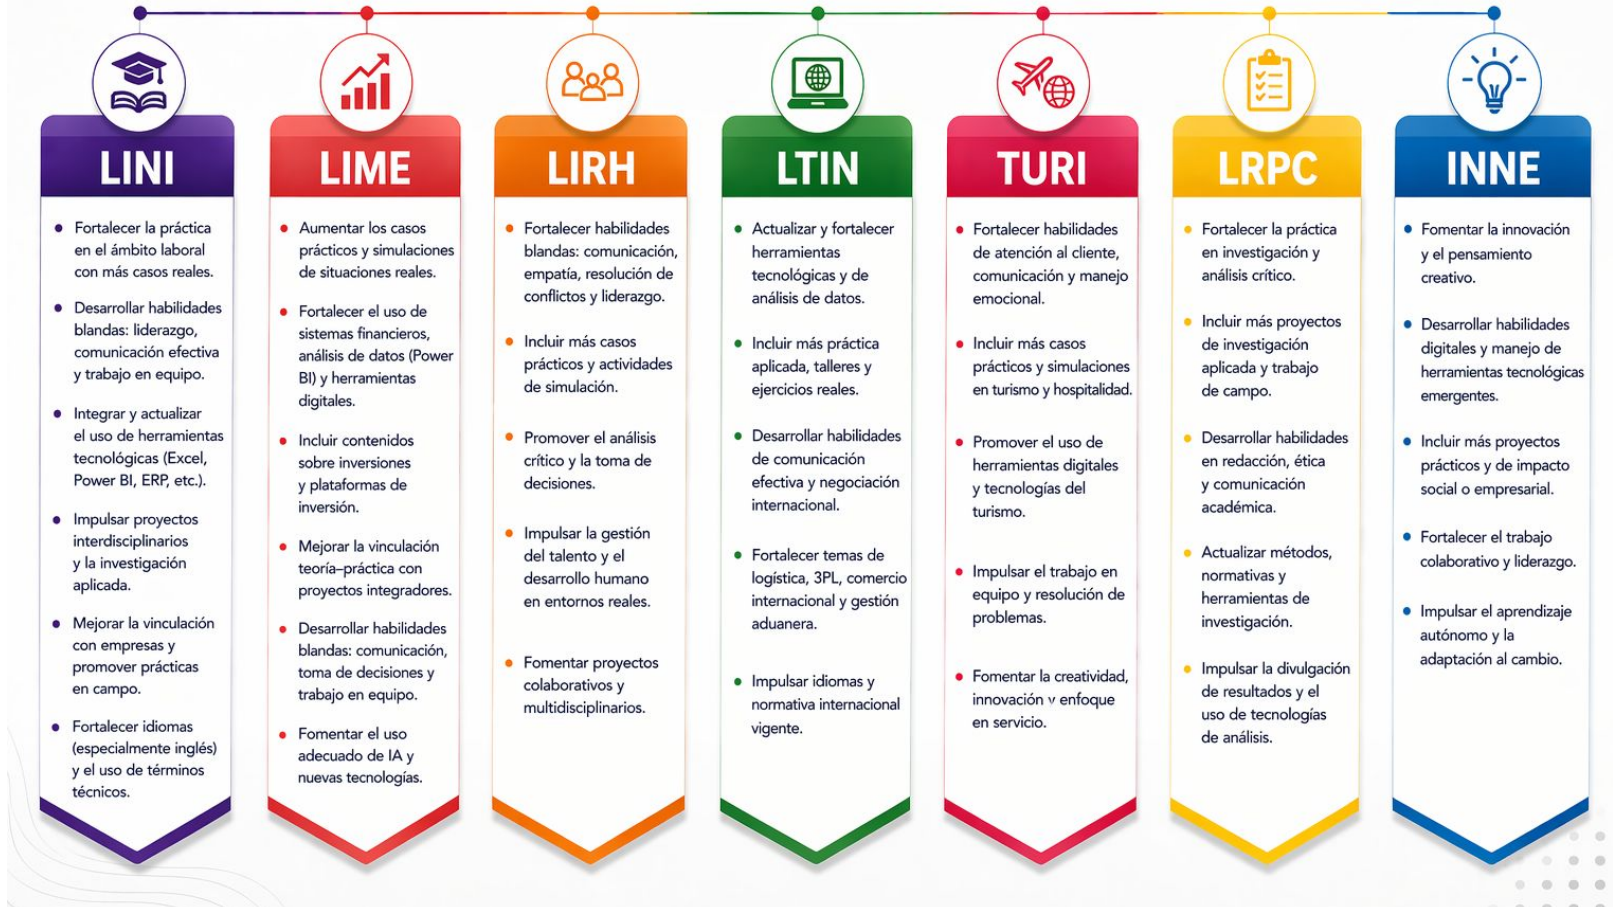 LINI
Fortalecer la práctica
en el ámbito laboral
con más casos reales.
Desarrollar habilidades
blandas: liderazgo,
comunicación efectiva
y trabajo en equipo.
Integrar y actualizar
el uso de herramientas
tecnológicas (Excel,
Power BI, ERP, etc.).
Impulsar proyectos
interdisciplinarios
y la investigación
aplicada.
Mejorar la vinculación
con empresas y
promover prácticas
en campo.
Fortalecer idiomas
(especialmente inglés)
y el uso de términos
técnicos.
LIME
Aumentar los casos
prácticos y simulaciones
de situaciones reales.
Fortalecer el uso de
sistemas financieros,
análisis de datos (Power
BI) y herramientas
digitales.
Incluir contenidos
sobre inversiones
y plataformas de
inversión.
Mejorar la vinculación
teoría–práctica con
proyectos integradores.
Desarrollar habilidades
blandas: comunicación,
toma de decisiones y
trabajo en equipo.
Fomentar el uso
adecuado de IA y
nuevas tecnologías.
LIRH
Fortalecer habilidades
blandas: comunicación,
empatía, resolución de
conflictos y liderazgo.
Incluir más casos
prácticos y actividades
de simulación.
Promover el análisis
crítico y la toma de
decisiones.
Impulsar la gestión
del talento y el
desarrollo humano
en entornos reales.
Fomentar proyectos
colaborativos y
multidisciplinarios.
LTIN
Actualizar y fortalecer
herramientas
tecnológicas y de
análisis de datos.
Incluir más práctica
aplicada, talleres y
ejercicios reales.
Desarrollar habilidades
de comunicación
efectiva y negociación
internacional.
Fortalecer temas de
logística, 3PL, comercio
internacional y gestión
aduanera.
Impulsar idiomas y
normativa internacional
vigente.
TURI
Fortalecer habilidades
de atención al cliente,
comunicación y manejo
emocional.
Incluir más casos
prácticos y simulaciones
en turismo y hospitalidad.
Promover el uso de
herramientas digitales
y tecnologías del
turismo.
Impulsar el trabajo en
equipo y resolución de
problemas.
Fomentar la creatividad,
innovación y enfoque
en servicio.
LRPC
Fortalecer la práctica
en investigación y
análisis crítico.
Incluir más proyectos
de investigación
aplicada y trabajo
de campo.
Desarrollar habilidades
en redacción, ética
y comunicación
académica.
Actualizar métodos,
normativas y
herramientas de
investigación.
Impulsar la divulgación
de resultados y el
uso de tecnologías
de análisis.
INNE
Fomentar la innovación
y el pensamiento
creativo.
Desarrollar habilidades
digitales y manejo de
herramientas tecnológicas
emergentes.
Incluir más proyectos
prácticos y de impacto
social o empresarial.
Fortalecer el trabajo
colaborativo y liderazgo.
Impulsar el aprendizaje
autónomo y la
adaptación al cambio.